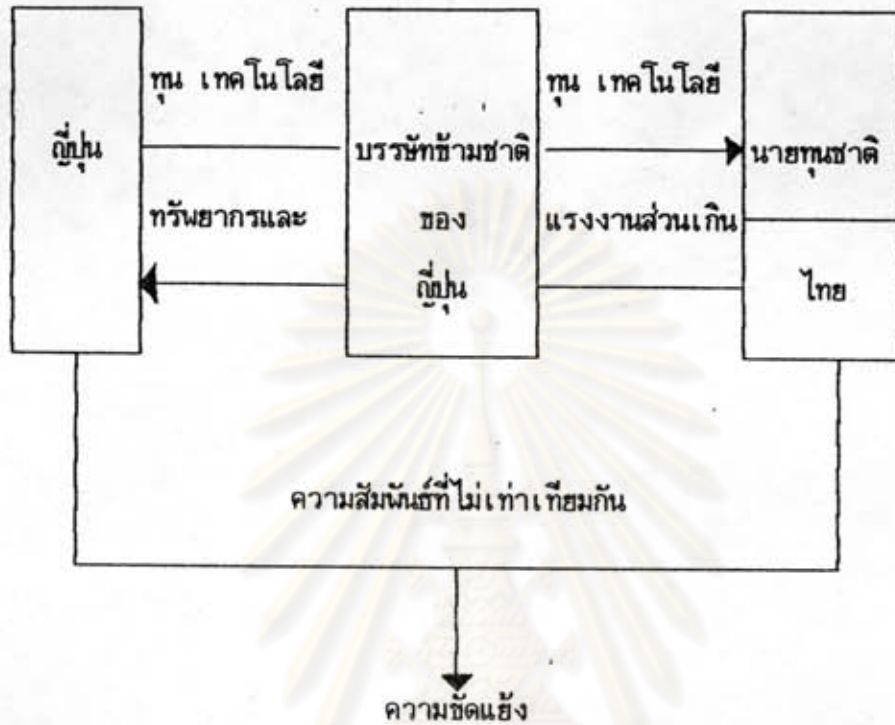 ทุน เทคโนโลยี ทุน เทคโนโลยี
ญี่ปุ่น บรรษัทข้ามชาติ นายทุนชาติ
ทรัพยากรและ ของ แรงงานส่วนเกิน
ญี่ปุ่น ไทย
ความสัมพันธ์ที่ไม่เท่าเทียมกัน
ความขัดแย้ง